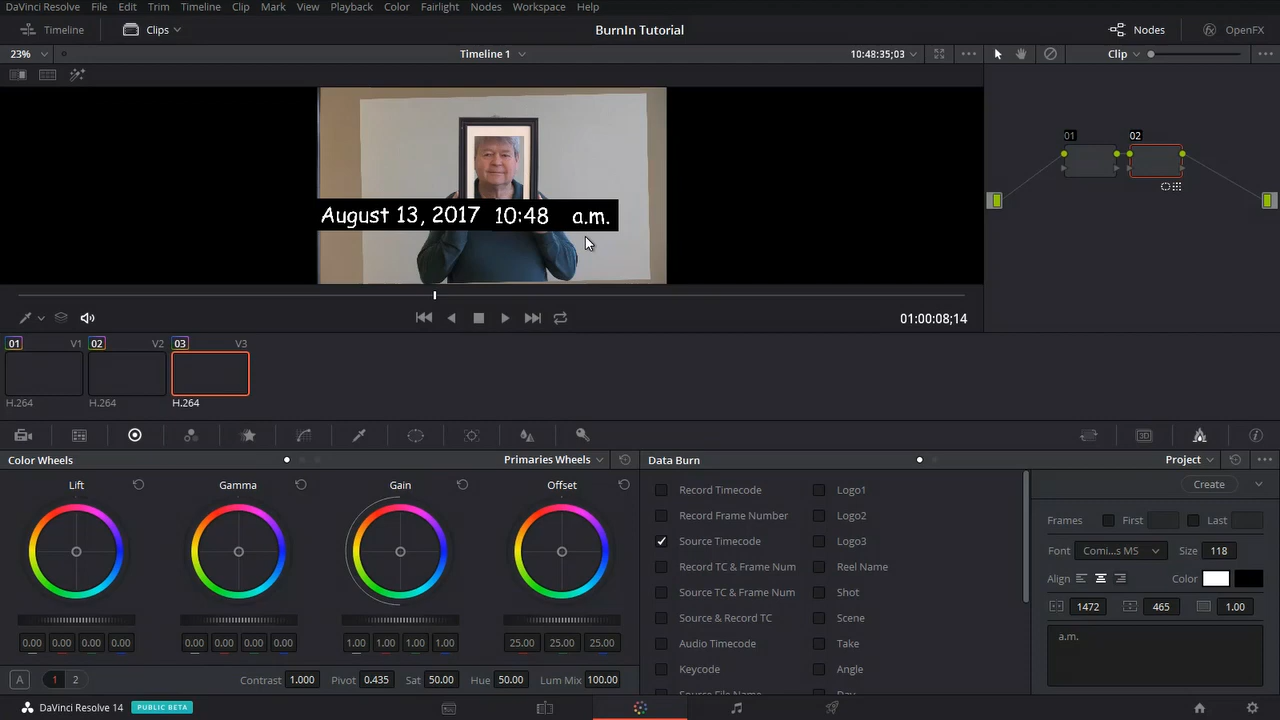 DaVinci Resolve File Edit Trim Timeline Clip Mark View Playback Color Fairlight Nodes Workspace Help
Timeline Clips BurnIn Tutorial Nodes OpenFX
23% Timeline 1 10:48:35;03 Clip
August 13, 2017 10:48 a.m.
01 02
01:00:08;14
01 V1 02 V2 03 V3
H.264 H.264 H.264
Color Wheels Primaries Wheels
Lift Gamma Gain Offset
0.00 0.00 0.00 0.00 0.00 0.00 0.00 0.00 1.00 1.00 1.00 1.00 25.00 25.00 25.00
A 1 2 Contrast 1.000 Pivot 0.435 Sat 50.00 Hue 50.00 Lum Mix 100.00
Data Burn Project
Record Timecode Logo1
Record Frame Number Logo2
Source Timecode Logo3
Record TC & Frame Num Reel Name
Source TC & Frame Num Shot
Source & Record TC Scene
Audio Timecode Take
Keycode Angle
Source File Name Day
Create
Frames First Last
Font Comi...s MS Size 118
Align Color
1472 465 1.00
a.m.
DaVinci Resolve 14 PUBLIC BETA